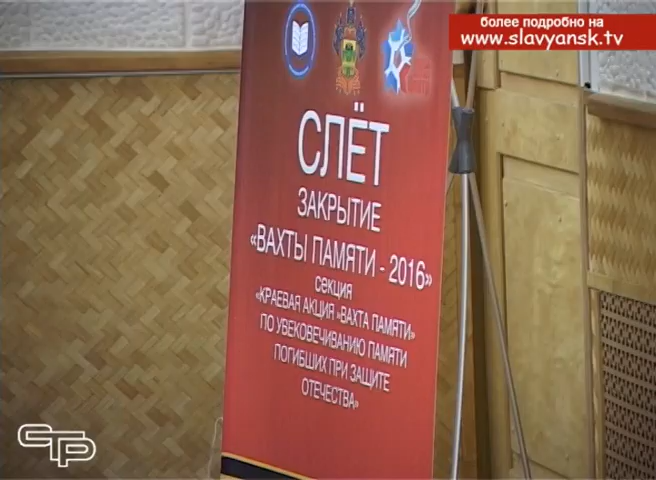 более подробно на
www.slavyansk.tv
СЛЁТ
ЗАКРЫТИЕ
«ВАХТЫ ПАМЯТИ - 2016»
секция
«КРАЕВАЯ АКЦИЯ »ВАХТА ПАМЯТИ»
ПО УВЕКОВЕЧИВАНИЮ ПАМЯТИ
ПОГИБШИХ ПРИ ЗАЩИТЕ
ОТЕЧЕСТВА»
СТР